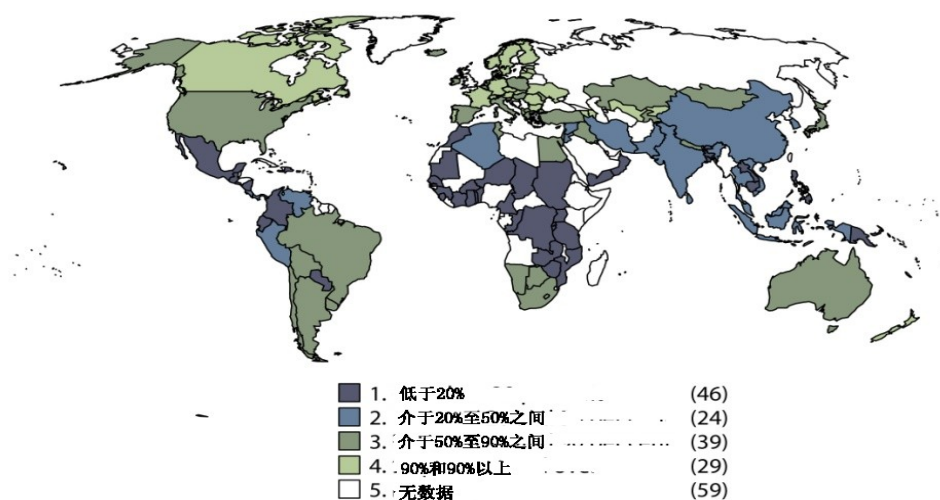 1. 低于20% (46)
2. 介于20%至50%之间 (24)
3. 介于50%至90%之间 (39)
4. 90%和90%以上 (29)
5. 无数据 (59)